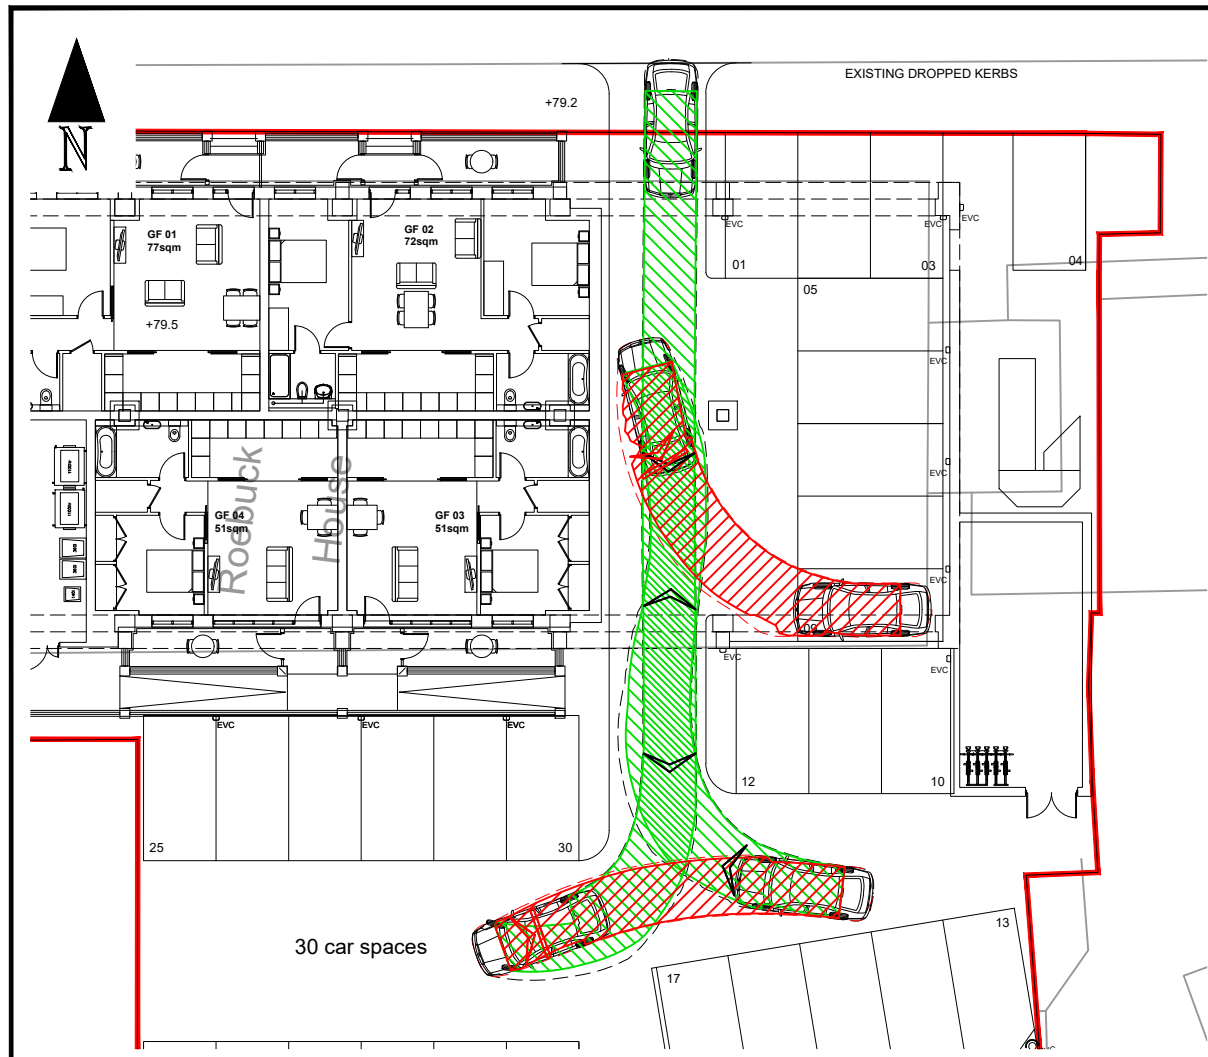 EXISTING DROPPED KERBS
+79.2
N
EVC
EVC
EVC
GF 01
77sqm
GF 02
72sqm
01
03
04
05
+79.5
EVC
EVC
Roebuck
House
GF 04
51sqm
GF 03
51sqm
EVC
09
EVC
EVC
EVC
EVC
EVC
12
10
25
30
30 car spaces
13
17